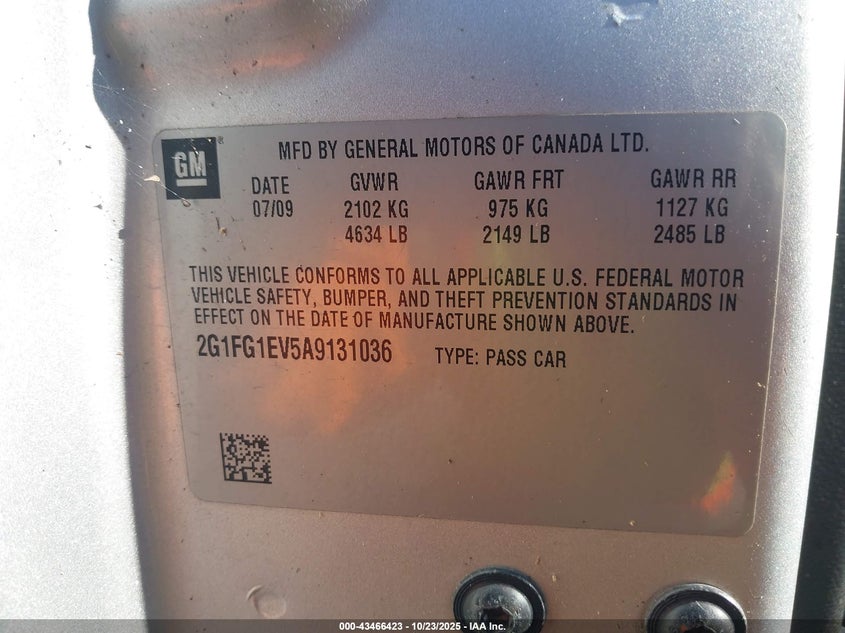 GM
MFD BY GENERAL MOTORS OF CANADA LTD.
DATE GVWR GAWR FRT GAWR RR
07/09 2102 KG 975 KG 1127 KG
4634 LB 2149 LB 2485 LB
THIS VEHICLE CONFORMS TO ALL APPLICABLE U.S. FEDERAL MOTOR
VEHICLE SAFETY, BUMPER, AND THEFT PREVENTION STANDARDS IN
EFFECT ON THE DATE OF MANUFACTURE SHOWN ABOVE.
2G1FG1EV5A9131036 TYPE: PASS CAR
000-43466423 - 10/23/2025 - IAA Inc.